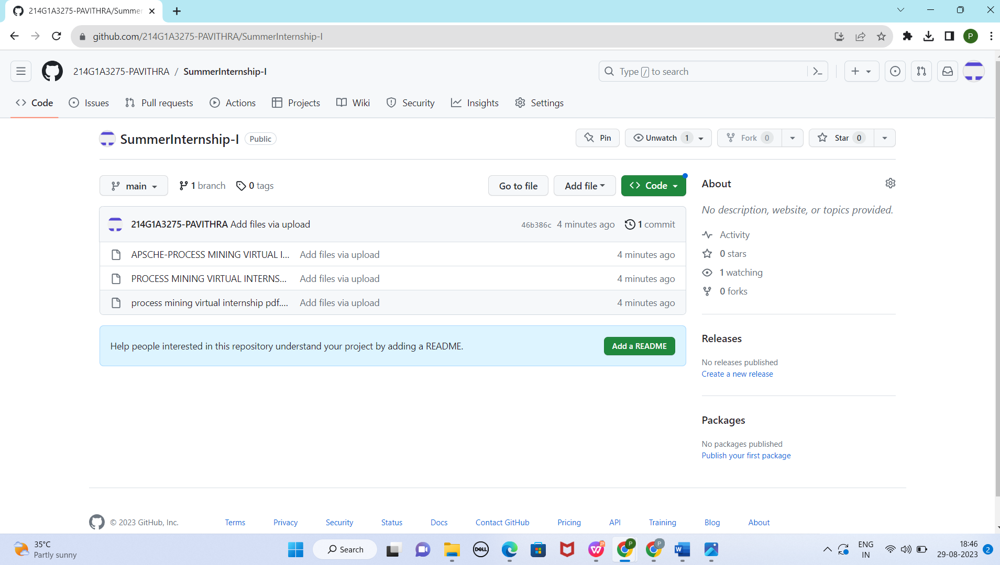 214G1A3275-PAVITHRA/Summer
github.com/214G1A3275-PAVITHRA/SummerInternship-I
P
214G1A3275-PAVITHRA / SummerInternship-I
Type / to search
Code Issues Pull requests Actions Projects Wiki Security Insights Settings
SummerInternship-I Public
Pin Unwatch 1 Fork 0 Star 0
main 1 branch 0 tags
Go to file Add file Code
214G1A3275-PAVITHRA Add files via upload 46b386c 4 minutes ago 1 commit
APSCHE-PROCESS MINING VIRTUAL I... Add files via upload 4 minutes ago
PROCESS MINING VIRTUAL INTERNS... Add files via upload 4 minutes ago
process mining virtual internship pdf.... Add files via upload 4 minutes ago
Help people interested in this repository understand your project by adding a README. Add a README
About
No description, website, or topics provided.
Activity
0 stars
1 watching
0 forks
Releases
No releases published
Create a new release
Packages
No packages published
Publish your first package
© 2023 GitHub, Inc. Terms Privacy Security Status Docs Contact GitHub Pricing API Training Blog About
35°C
Partly sunny
Search
DELL
W
P
P
W
ENG
IN
18:46
29-08-2023
2